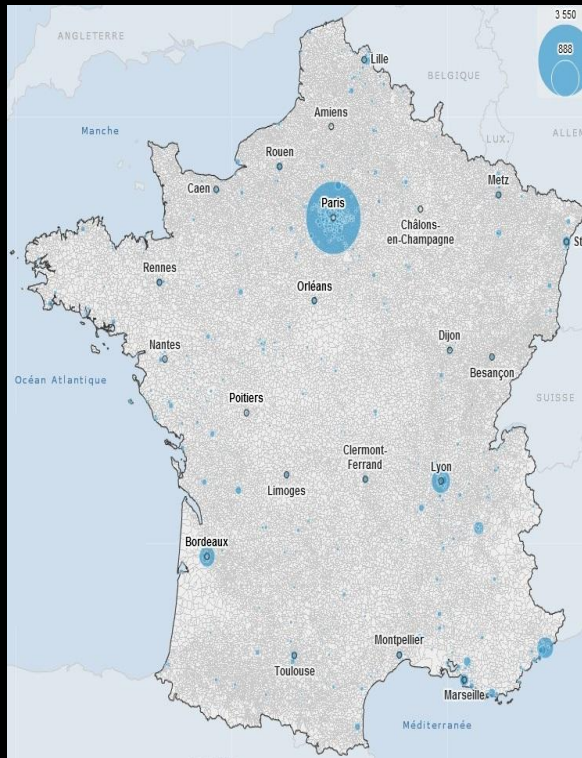 3 550
888
ANGLETERRE
Lille
BELGIQUE
Amiens
Manche
LUX.
ALLEM
Rouen
Caen
Metz
Paris
Châlons-
en-Champagne
St
Rennes
Orléans
Dijon
Nantes
Besançon
Océan Atlantique
Poitiers
SUISSE
Clermont-
Ferrand
Lyon
Limoges
Bordeaux
Montpellier
Toulouse
Marseille
Méditerranée